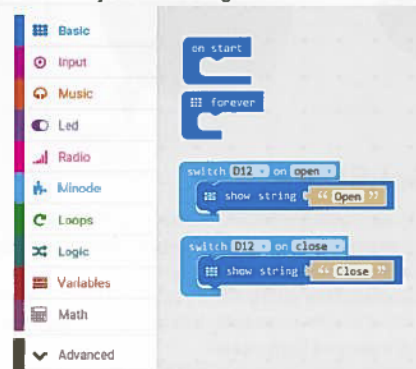 Basic
Input
Music
Led
Radio
Minode
Loops
Logic
Variables
Math
Advanced
on start
forever
switch D12 on open
show string “ Open ”
switch D12 on close
show string “ Close ”